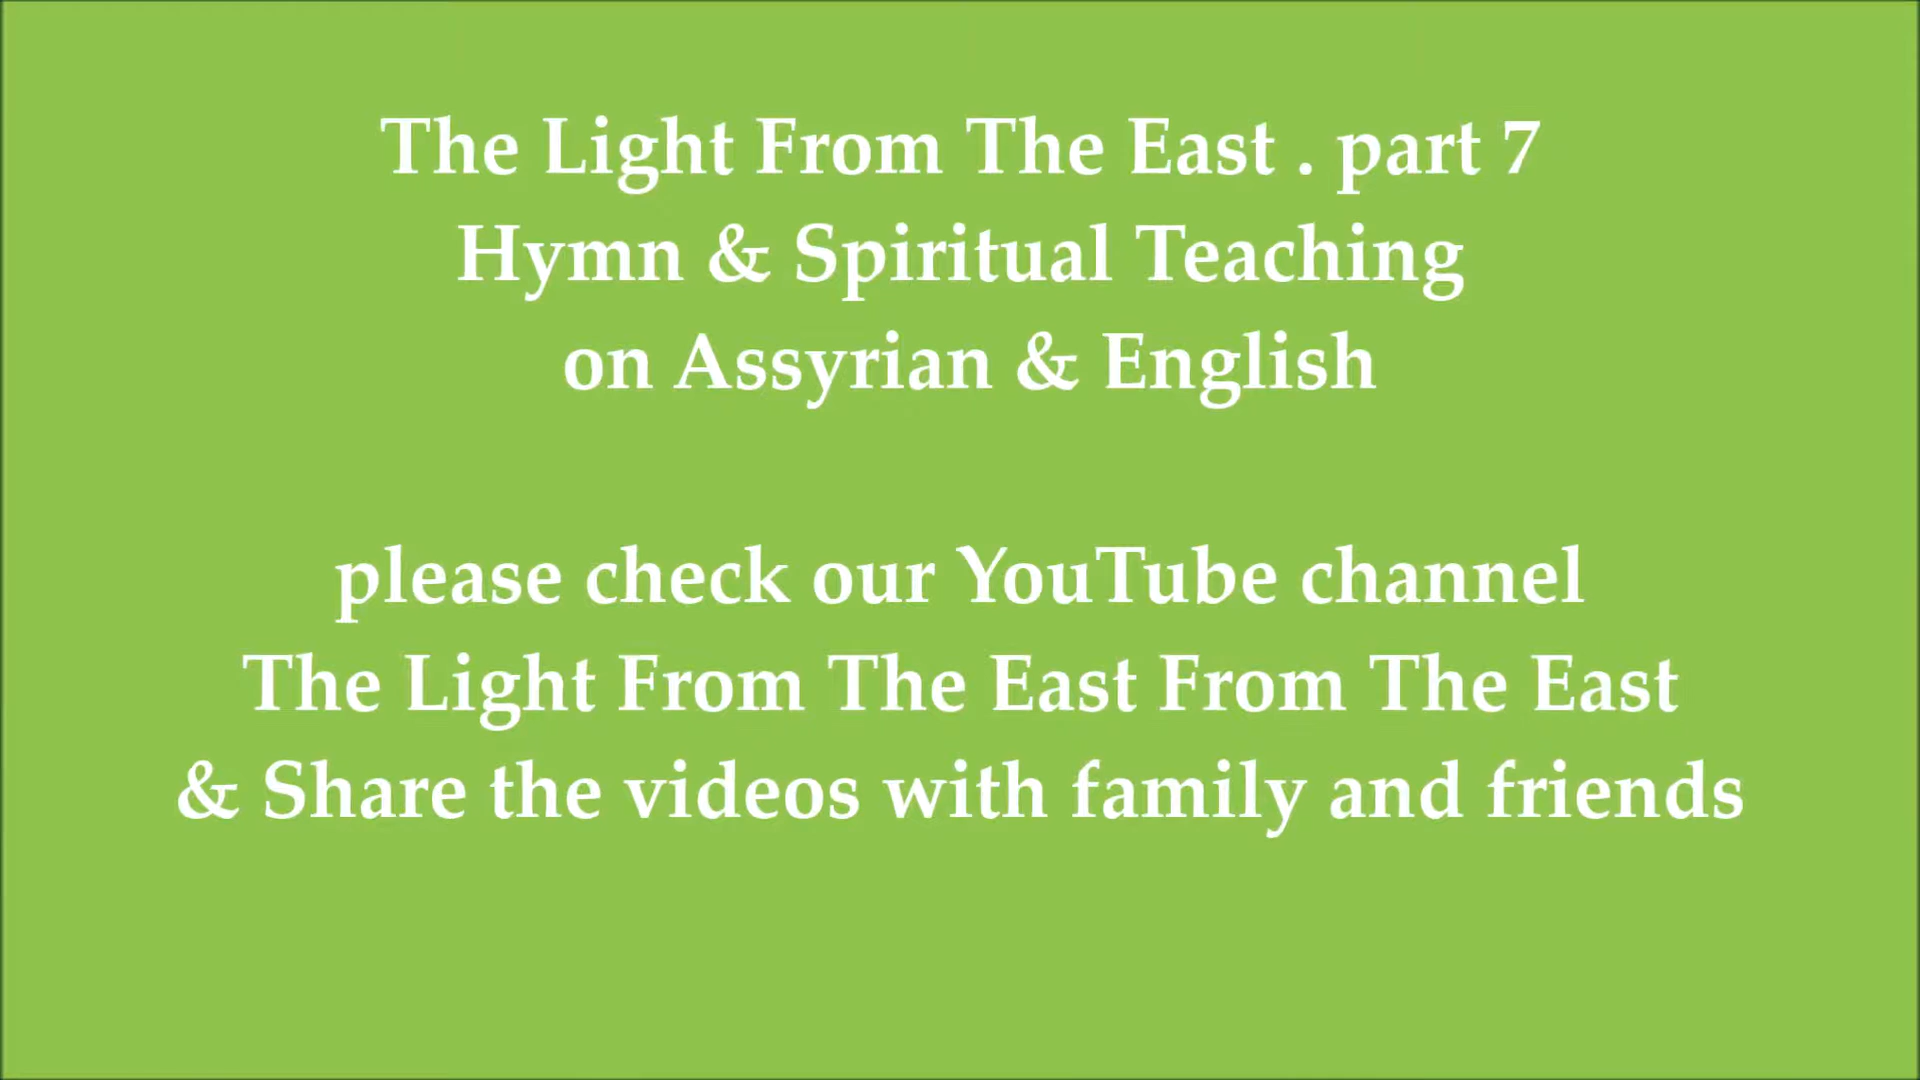 The Light From The East . part 7
Hymn & Spiritual Teaching
on Assyrian & English
please check our YouTube channel
The Light From The East From The East
& Share the videos with family and friends